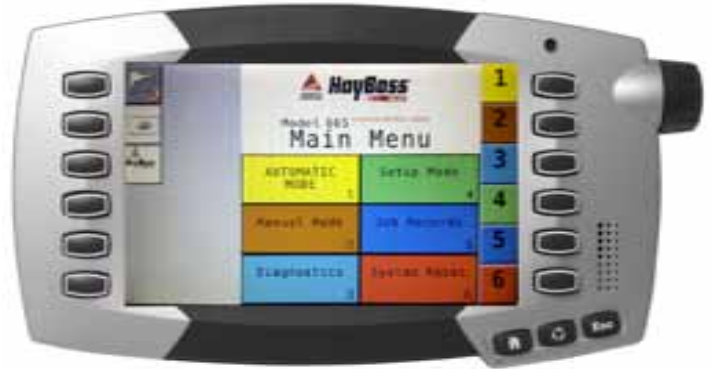 HayBoss
Model 665
Main Menu
AUTOMATIC
MODE
1
Setup Mode
4
Manual Mode
2
Job Records
5
Diagnostics
3
System Reset
6
1
2
3
4
5
6
Esc